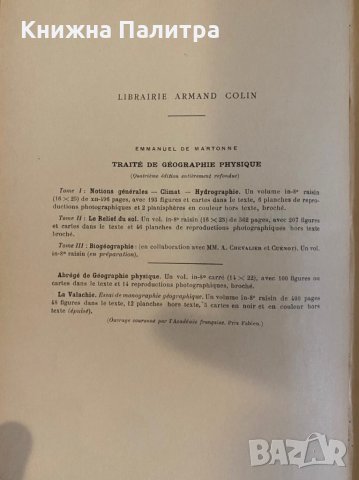 Книжна Палитра
LIBRAIRIE ARMAND COLIN
EMMANUEL DE MARTONNE
TRAITÉ DE GÉOGRAPHIE PHYSIQUE
(Quatrième édition entièrement refondue)
Tome I : Notions générales — Climat — Hydrographie. Un volume in-8° raisin
(16 × 25) de XII-496 pages, avec 193 figures et cartes dans le texte, 6 planches de
reproductions photographiques et 2 planisphères en couleur hors texte, broché.
Tome II : Le Relief du sol. Un vol. in-8° raisin (16 × 25) de 562 pages, avec 207 figures
et cartes dans le texte et 46 planches de reproductions photographiques hors
texte, broché.
Tome III : Biogéographie : (en collaboration avec MM. A. CHEVALIER et CUÉNOT). Un vol.
in-8° raisin (en préparation).
Abrégé de Géographie physique. Un vol. in-8° carré (14 × 22), avec 100 figures ou
cartes dans le texte et 14 reproductions photographiques, broché.
La Valachie. Essai de monographie géographique. Un volume in-8° raisin de 400 pages
48 figures dans le texte, 12 planches hors texte, 5 cartes en noir et en couleur hors
texte (épuisé).
(Ouvrage couronné par l'Académie française. Prix Fabien.)
BAZAR